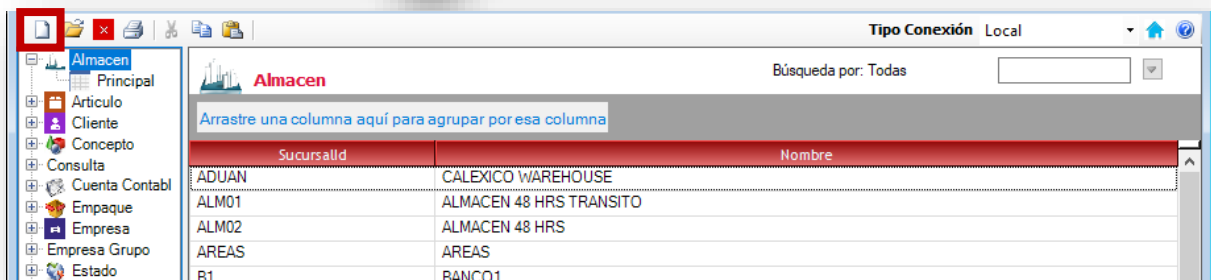 Tipo Conexión Local
Almacen
Principal
Articulo
Cliente
Concepto
Consulta
Cuenta Contabl
Empaque
Empresa
Empresa Grupo
Estado
Almacen
Búsqueda por: Todas
Arrastre una columna aquí para agrupar por esa columna
SucursalId Nombre
ADUAN CALEXICO WAREHOUSE
ALM01 ALMACEN 48 HRS TRANSITO
ALM02 ALMACEN 48 HRS
AREAS AREAS
B1 BANCO1